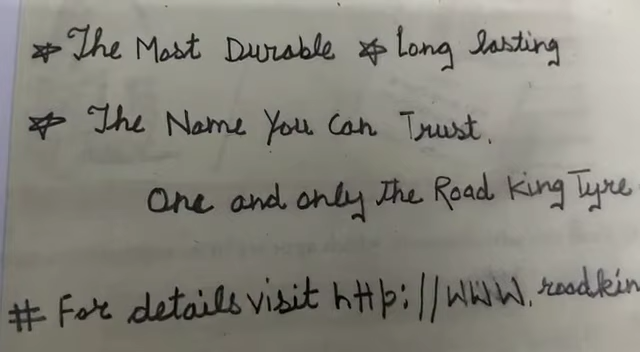 ☆ The Most Durable ☆ Long lasting
☆ The Name You Can Trust.
One and only The Road King Tyre
# For details visit http://WWW.roadkin